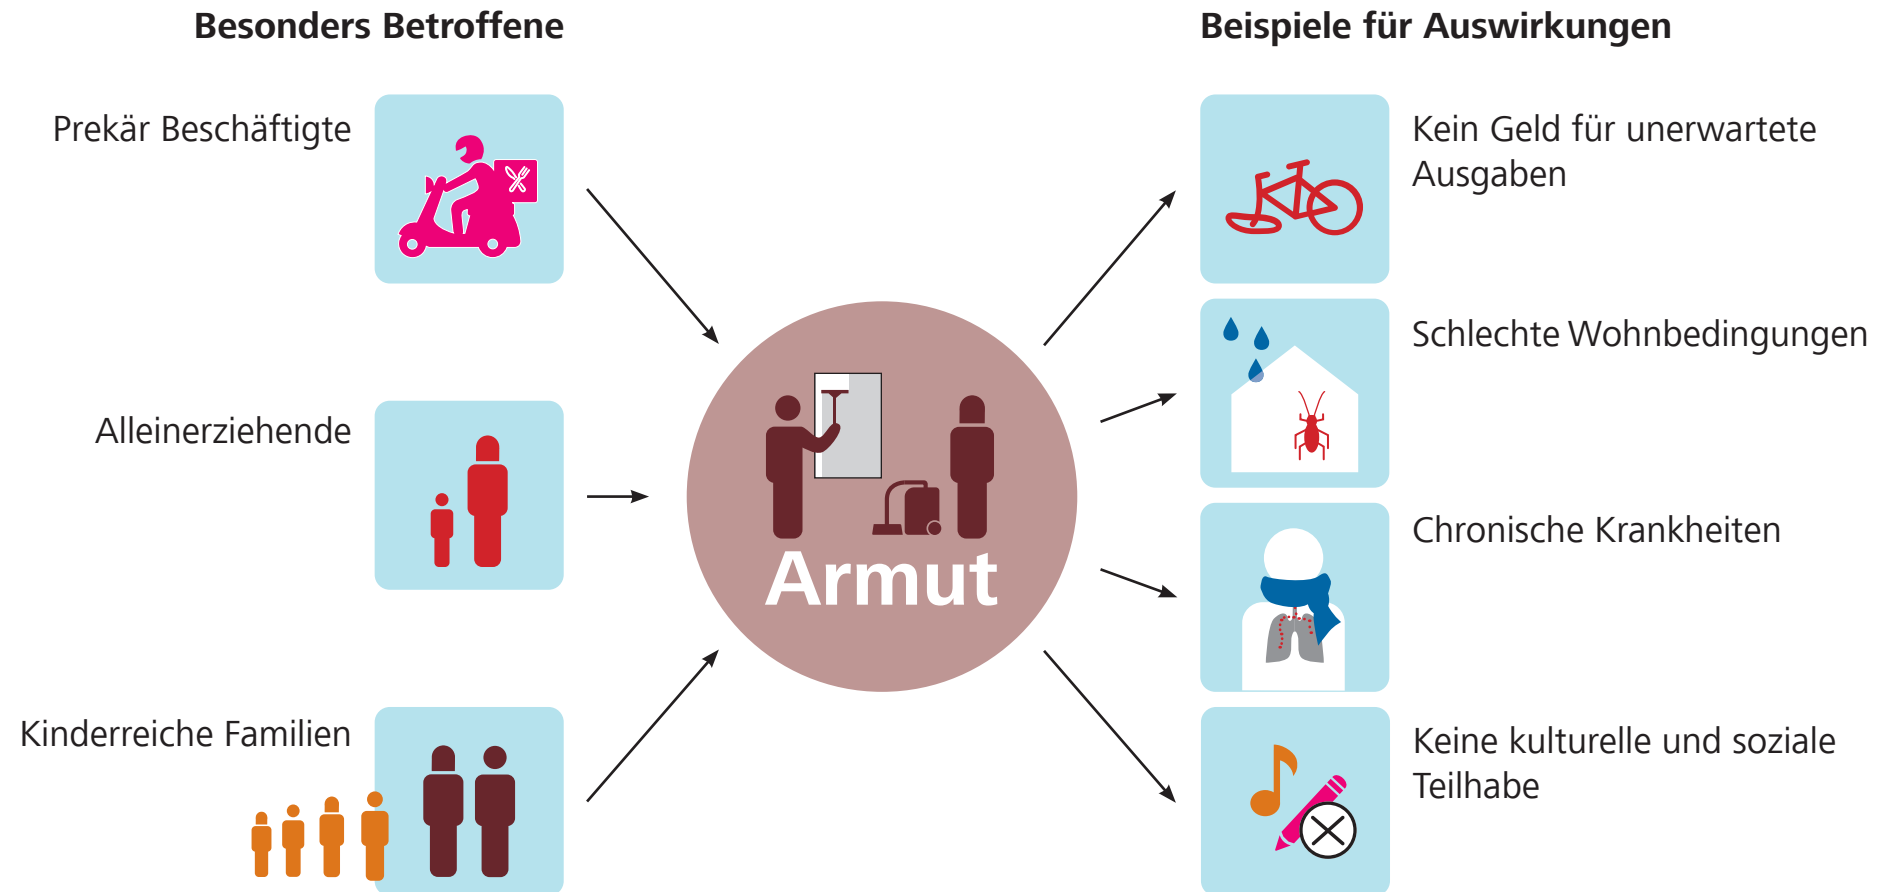 Besonders Betroffene
Prekär Beschäftigte
Alleinerziehende
Kinderreiche Familien
Armut
Beispiele für Auswirkungen
Kein Geld für unerwartete
Ausgaben
Schlechte Wohnbedingungen
Chronische Krankheiten
Keine kulturelle und soziale
Teilhabe